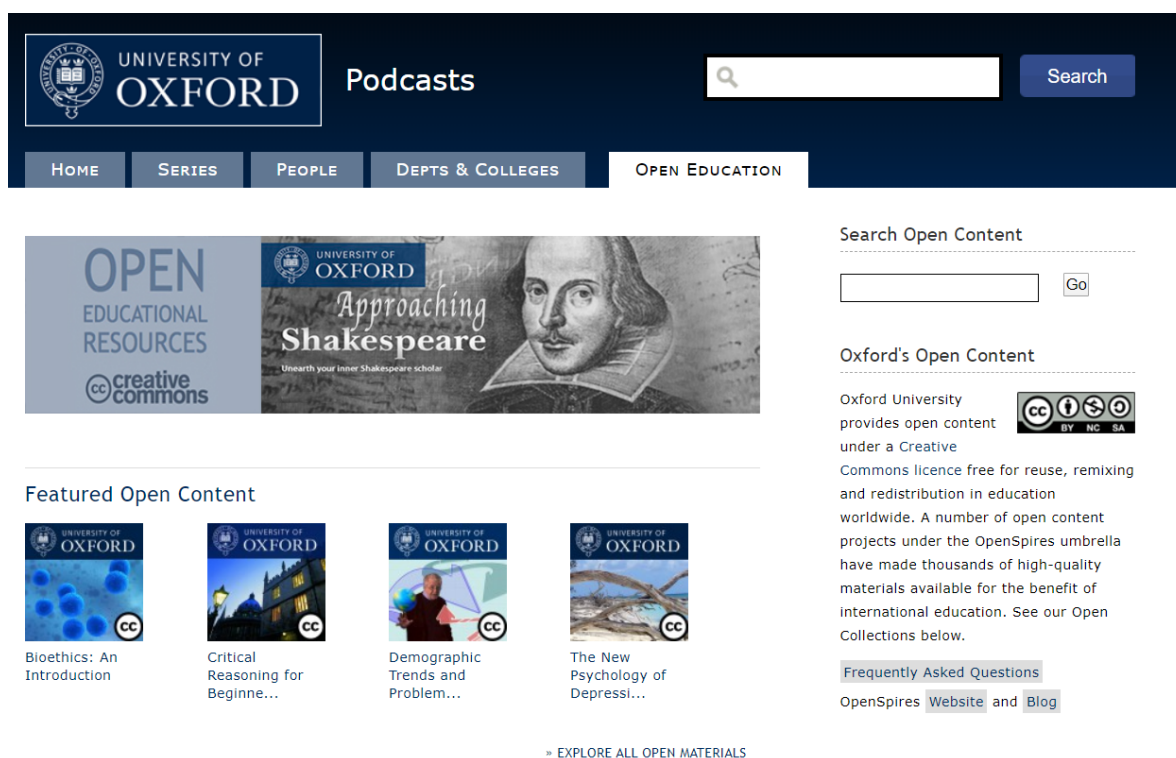 UNIVERSITY OF
OXFORD
Podcasts
Search
HOME
SERIES
PEOPLE
DEPTS & COLLEGES
OPEN EDUCATION
OPEN
EDUCATIONAL
RESOURCES
cc creative
commons
UNIVERSITY OF
OXFORD
Approaching
Shakespeare
Unearth your inner Shakespeare scholar
Search Open Content
Go
Oxford's Open Content
Oxford University
provides open content
under a Creative
Commons licence free for reuse, remixing
and redistribution in education
worldwide. A number of open content
projects under the OpenSpires umbrella
have made thousands of high-quality
materials available for the benefit of
international education. See our Open
Collections below.
cc
BY NC SA
Frequently Asked Questions
OpenSpires Website and Blog
Featured Open Content
UNIVERSITY OF
OXFORD
cc
Bioethics: An
Introduction
UNIVERSITY OF
OXFORD
cc
Critical
Reasoning for
Beginne...
UNIVERSITY OF
OXFORD
cc
Demographic
Trends and
Problem...
UNIVERSITY OF
OXFORD
cc
The New
Psychology of
Depressi...
» EXPLORE ALL OPEN MATERIALS